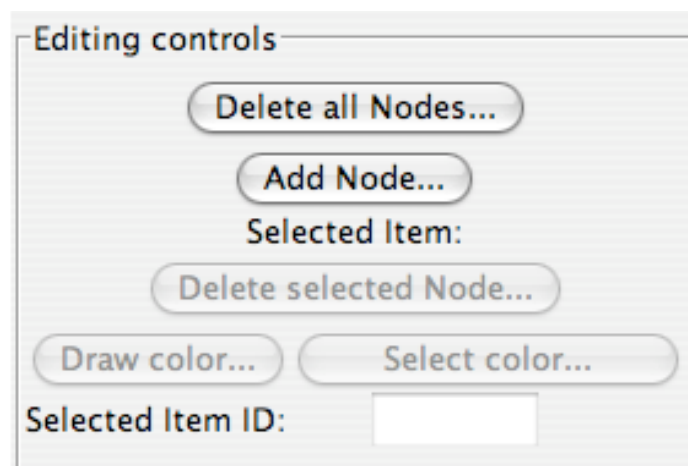 Editing controls
Delete all Nodes...
Add Node...
Selected Item:
Delete selected Node...
Draw color... Select color...
Selected Item ID: